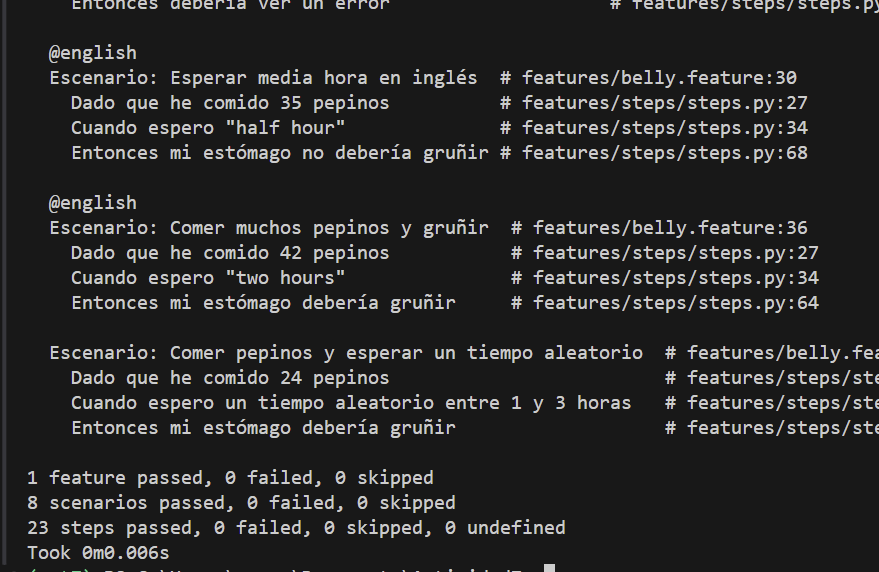 Entonces debería ver un error # features/steps/steps.py
@english
Escenario: Esperar media hora en inglés # features/belly.feature:30
Dado que he comido 35 pepinos # features/steps/steps.py:27
Cuando espero "half hour" # features/steps/steps.py:34
Entonces mi estómago no debería gruñir # features/steps/steps.py:68
@english
Escenario: Comer muchos pepinos y gruñir # features/belly.feature:36
Dado que he comido 42 pepinos # features/steps/steps.py:27
Cuando espero "two hours" # features/steps/steps.py:34
Entonces mi estómago debería gruñir # features/steps/steps.py:64
Escenario: Comer pepinos y esperar un tiempo aleatorio # features/belly.fea
Dado que he comido 24 pepinos # features/steps/ste
Cuando espero un tiempo aleatorio entre 1 y 3 horas # features/steps/ste
Entonces mi estómago debería gruñir # features/steps/ste
1 feature passed, 0 failed, 0 skipped
8 scenarios passed, 0 failed, 0 skipped
23 steps passed, 0 failed, 0 skipped, 0 undefined
Took 0m0.006s